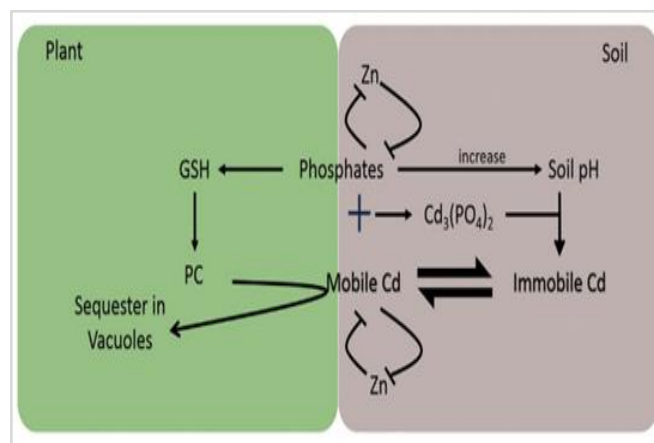 Plant
Soil
Zn
GSH
Phosphates
increase
Soil pH
+
Cd₃(PO₄)₂
PC
Mobile Cd
Immobile Cd
Sequester in
Vacuoles
Zn